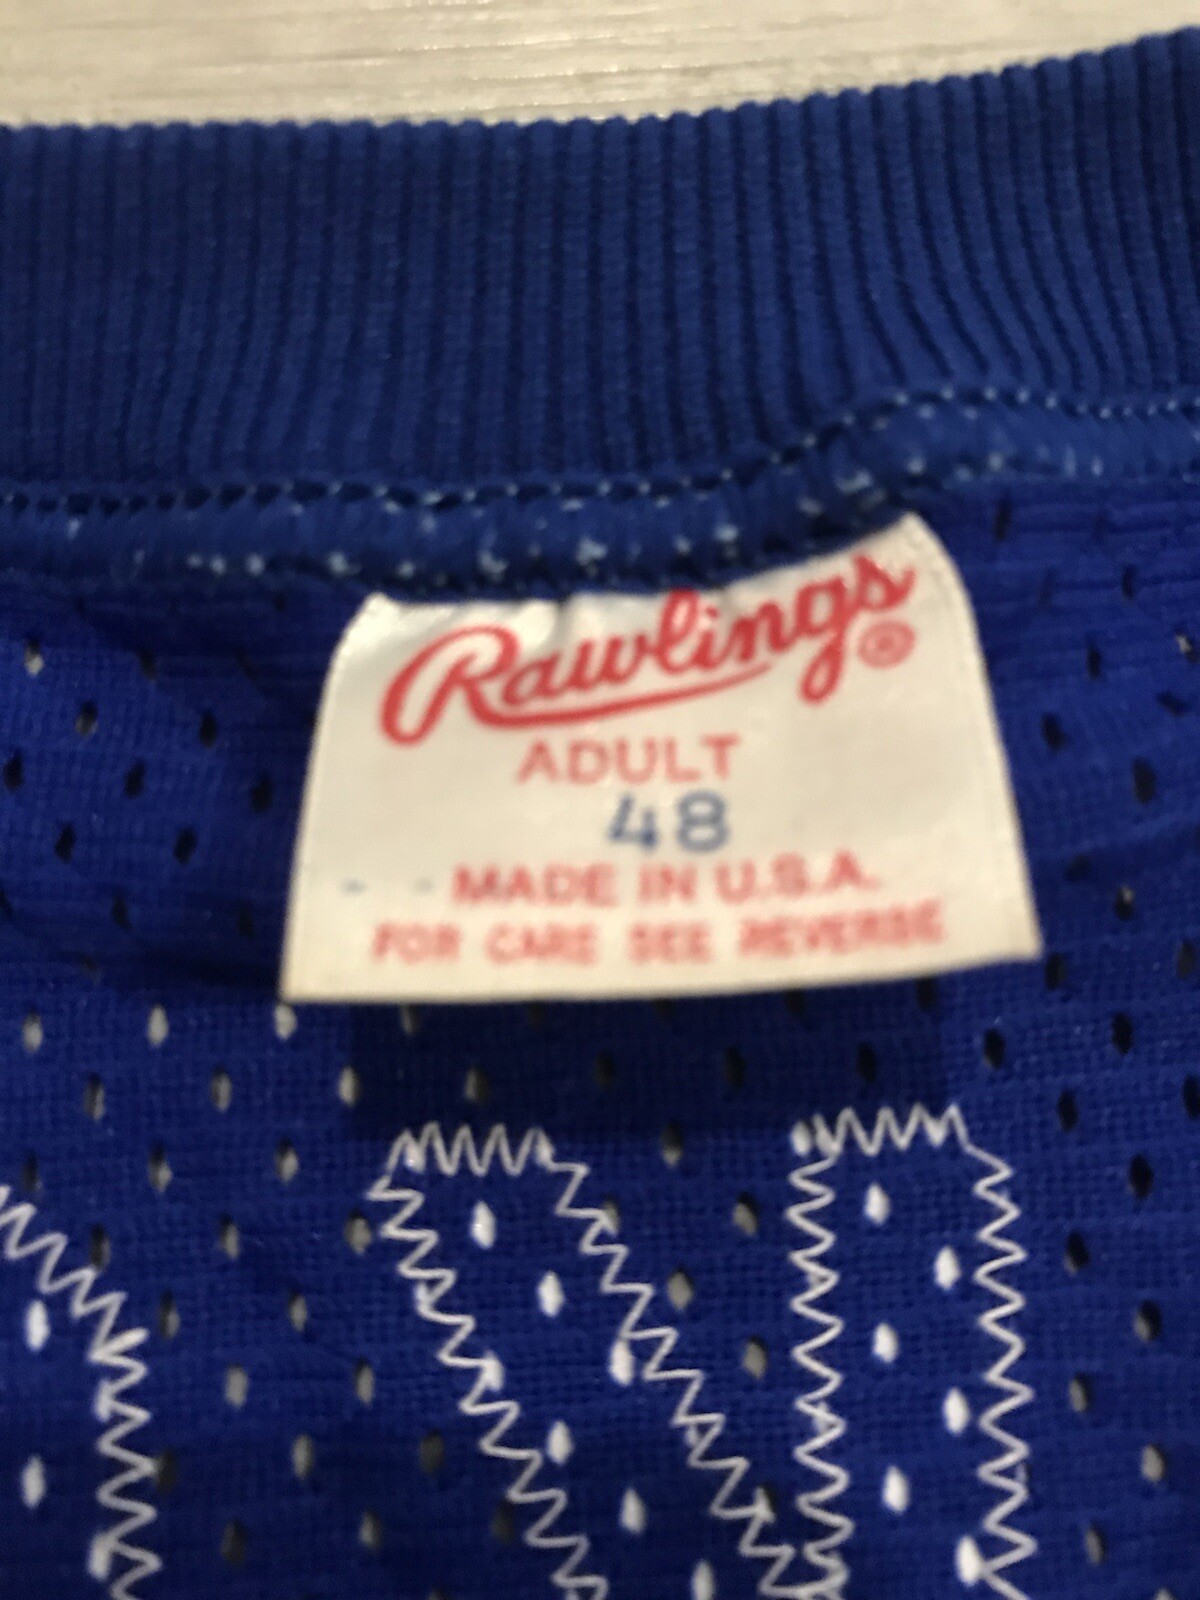 Rawlings®
ADULT
48
MADE IN U.S.A.
FOR CARE SEE REVERSE